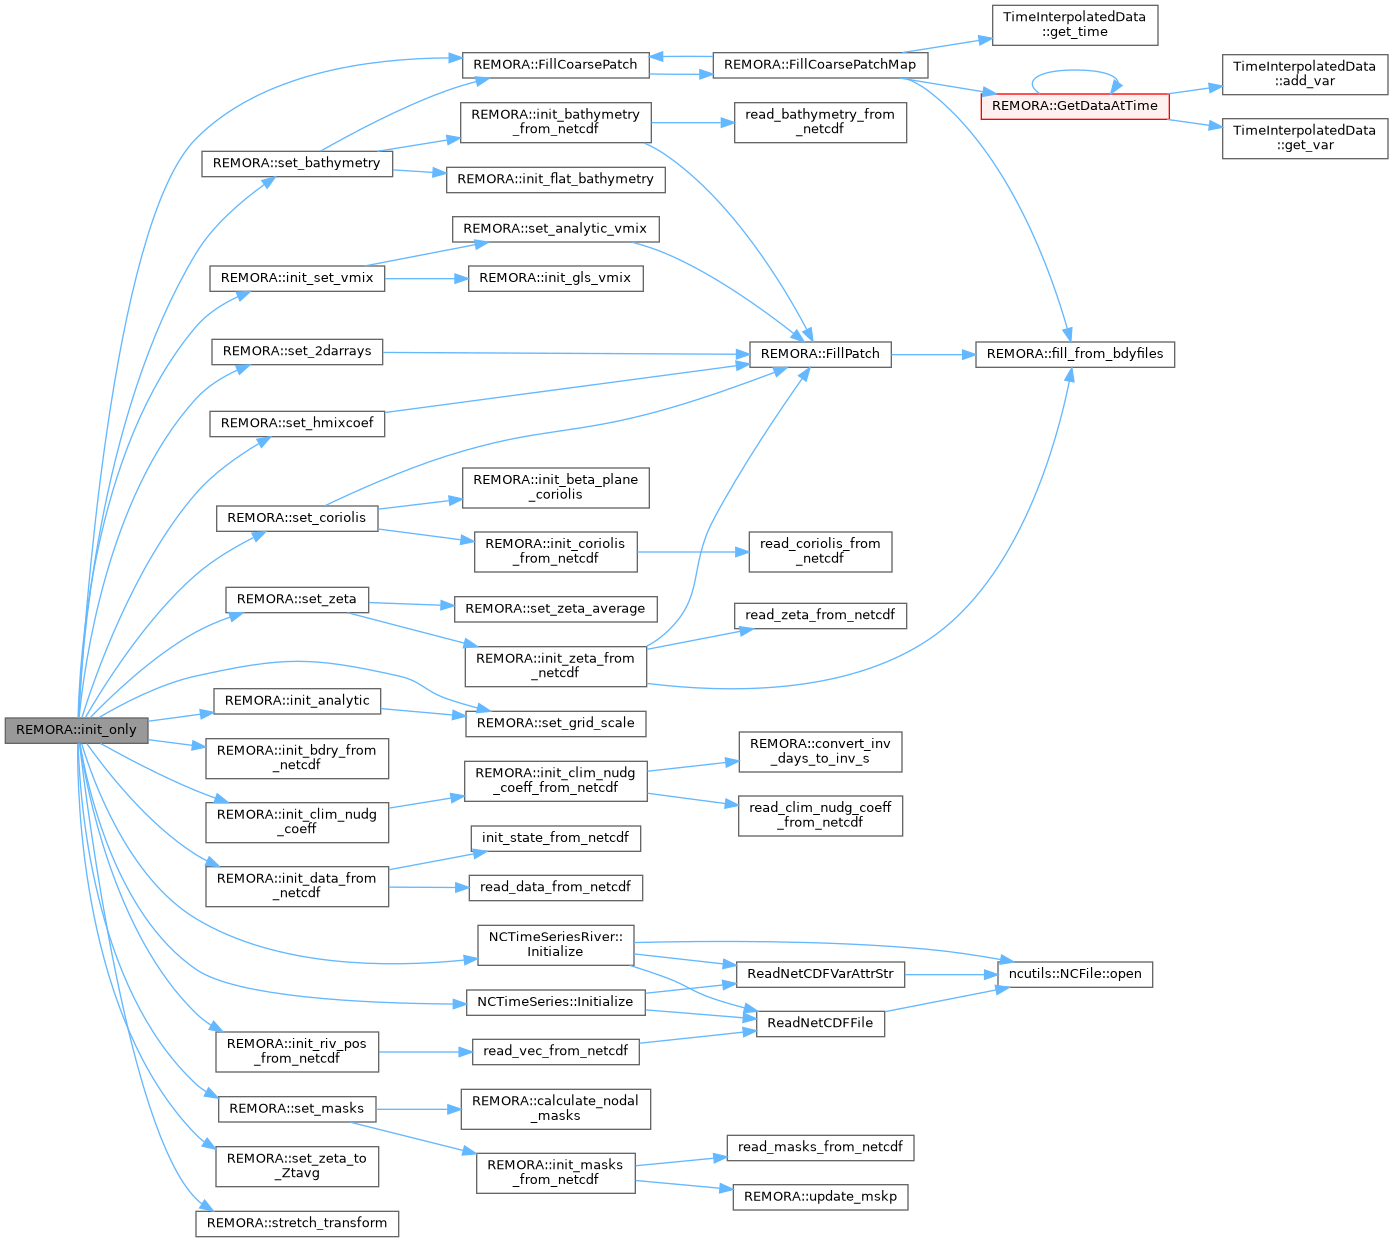 TimeInterpolatedData
::get_time
REMORA::FillCoarsePatch
REMORA::FillCoarsePatchMap
TimeInterpolatedData
::add_var
REMORA::GetDataAtTime
REMORA::init_bathymetry
_from_netcdf
read_bathymetry_from
_netcdf
TimeInterpolatedData
::get_var
REMORA::set_bathymetry
REMORA::init_flat_bathymetry
REMORA::set_analytic_vmix
REMORA::init_set_vmix
REMORA::init_gls_vmix
REMORA::set_2darrays
REMORA::FillPatch
REMORA::fill_from_bdyfiles
REMORA::set_hmixcoef
REMORA::init_beta_plane
_coriolis
REMORA::set_coriolis
REMORA::init_coriolis
_from_netcdf
read_coriolis_from
_netcdf
REMORA::set_zeta
REMORA::set_zeta_average
read_zeta_from_netcdf
REMORA::init_zeta_from
_netcdf
REMORA::init_analytic
REMORA::set_grid_scale
REMORA::init_only
REMORA::init_bdry_from
_netcdf
REMORA::convert_inv
_days_to_inv_s
REMORA::init_clim_nudg
_coeff_from_netcdf
REMORA::init_clim_nudg
_coeff
read_clim_nudg_coeff
_from_netcdf
init_state_from_netcdf
REMORA::init_data_from
_netcdf
read_data_from_netcdf
NCTimeSeriesRiver::
Initialize
ReadNetCDFVarAttrStr
ncutils::NCFile::open
NCTimeSeries::Initialize
ReadNetCDFFile
REMORA::init_riv_pos
_from_netcdf
read_vec_from_netcdf
REMORA::set_masks
REMORA::calculate_nodal
_masks
read_masks_from_netcdf
REMORA::set_zeta_to
_Ztavg
REMORA::init_masks
_from_netcdf
REMORA::update_mskp
REMORA::stretch_transform